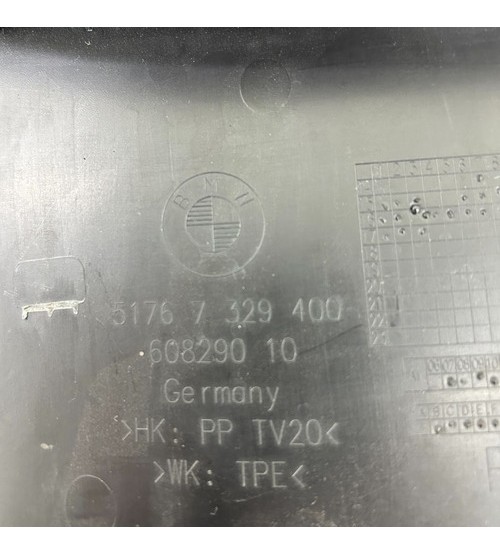 BMW
5176 7 329 400
608290 10
Germany
>HK: PP TV20<
>WK: TPE<